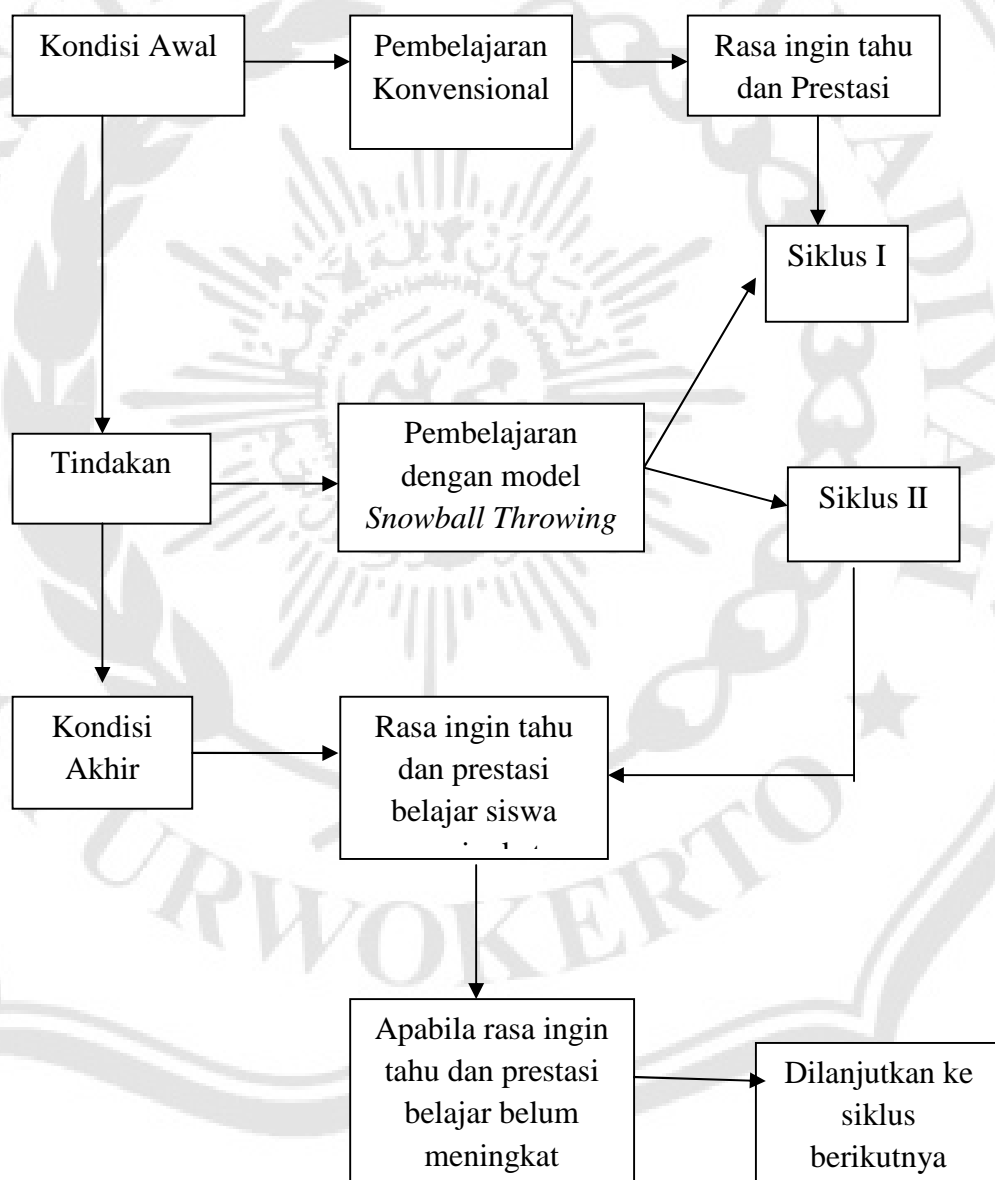 Kondisi Awal
Pembelajaran
Konvensional
Rasa ingin tahu
dan Prestasi
Siklus I
Tindakan
Pembelajaran
dengan model
Snowball Throwing
Siklus II
Kondisi
Akhir
Rasa ingin tahu
dan prestasi
belajar siswa
Apabila rasa ingin
tahu dan prestasi
belajar belum
meningkat
Dilanjutkan ke
siklus
berikutnya
URWOKERTO